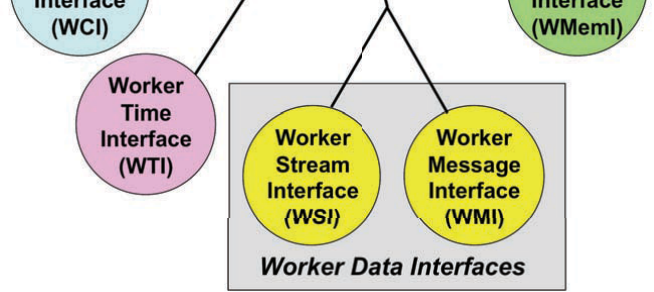 Interface
(WCI)
Interface
(WMemI)
Worker
Time
Interface
(WTI)
Worker
Stream
Interface
(WSI)
Worker
Message
Interface
(WMI)
Worker Data Interfaces